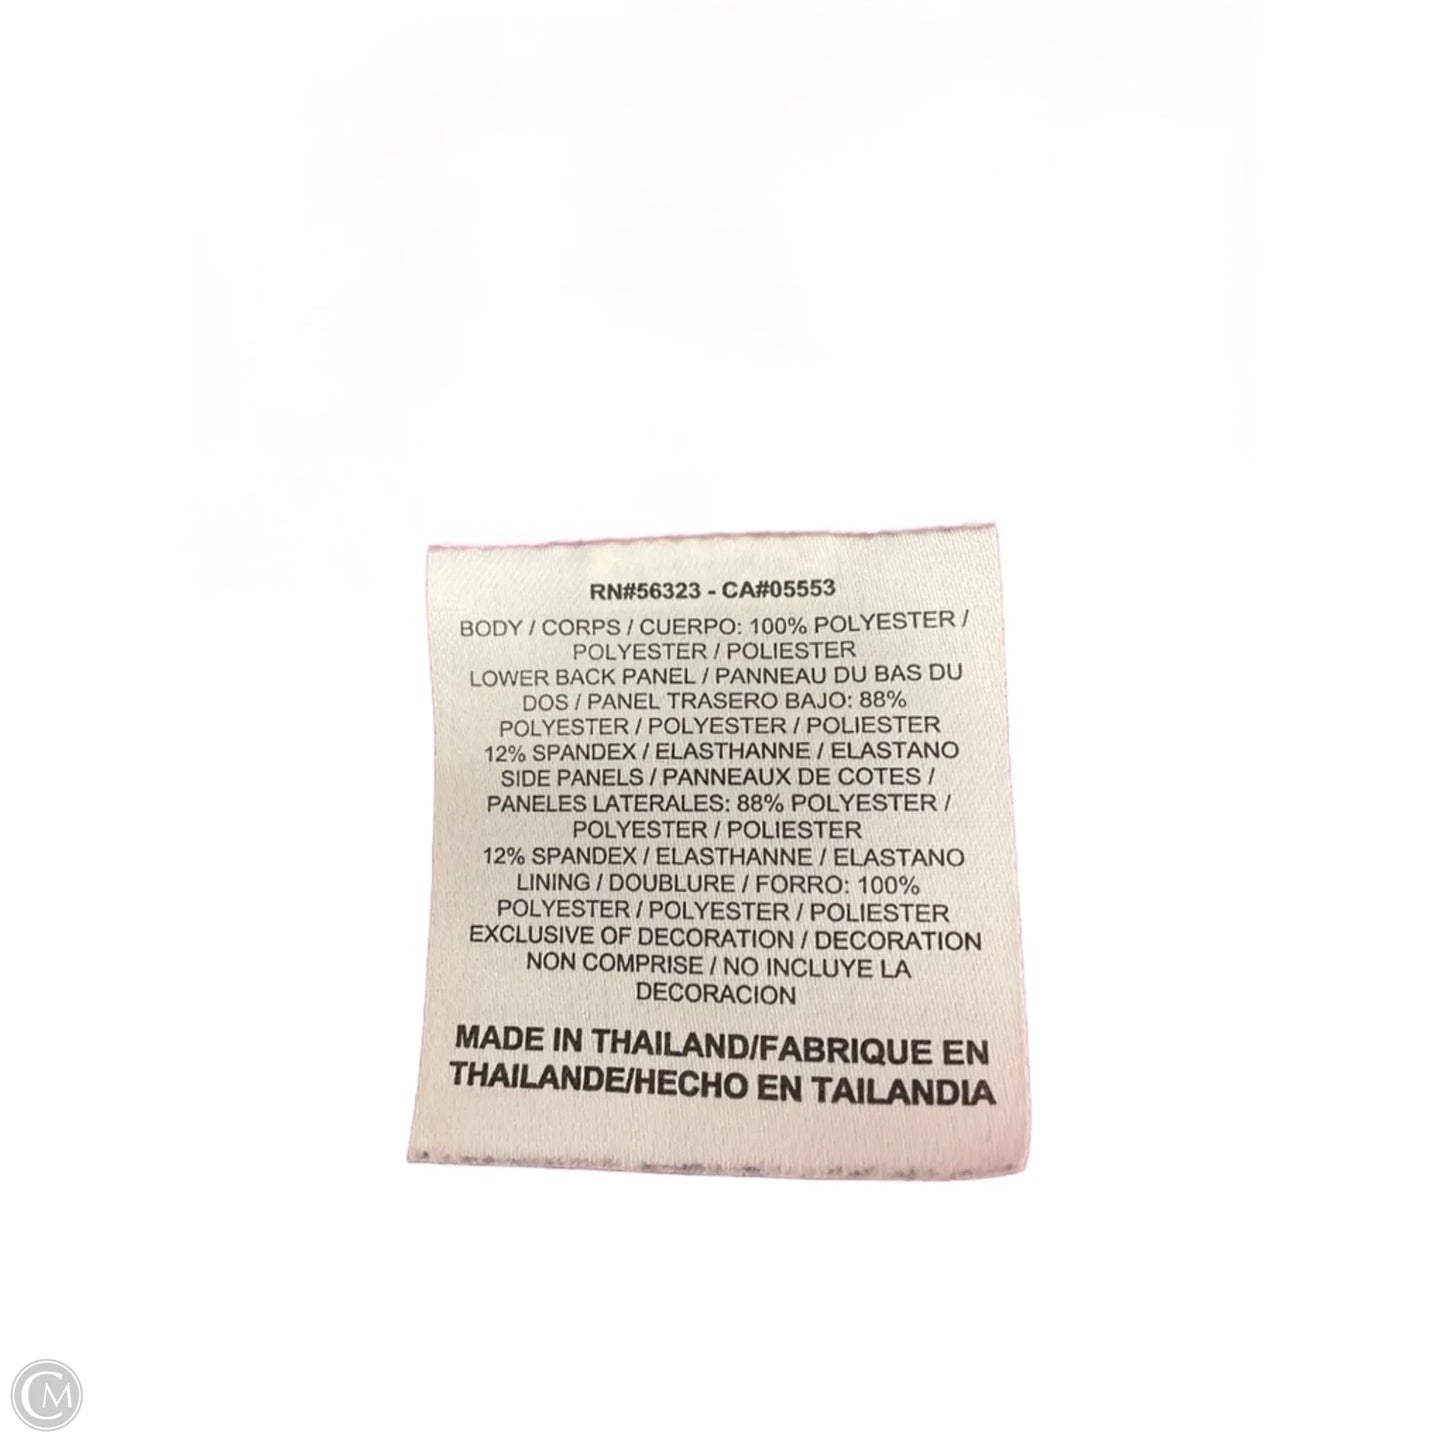 RN#56323 - CA#05553
BODY / CORPS / CUERPO: 100% POLYESTER /
POLYESTER / POLIESTER
LOWER BACK PANEL / PANNEAU DU BAS DU
DOS / PANEL TRASERO BAJO: 88%
POLYESTER / POLYESTER / POLIESTER
12% SPANDEX / ELASTHANNE / ELASTANO
SIDE PANELS / PANNEAUX DE COTES /
PANELES LATERALES: 88% POLYESTER /
POLYESTER / POLIESTER
12% SPANDEX / ELASTHANNE / ELASTANO
LINING / DOUBLURE / FORRO: 100%
POLYESTER / POLYESTER / POLIESTER
EXCLUSIVE OF DECORATION / DECORATION
NON COMPRISE / NO INCLUYE LA
DECORACION
MADE IN THAILAND/FABRIQUE EN
THAILANDE/HECHO EN TAILANDIA
CM